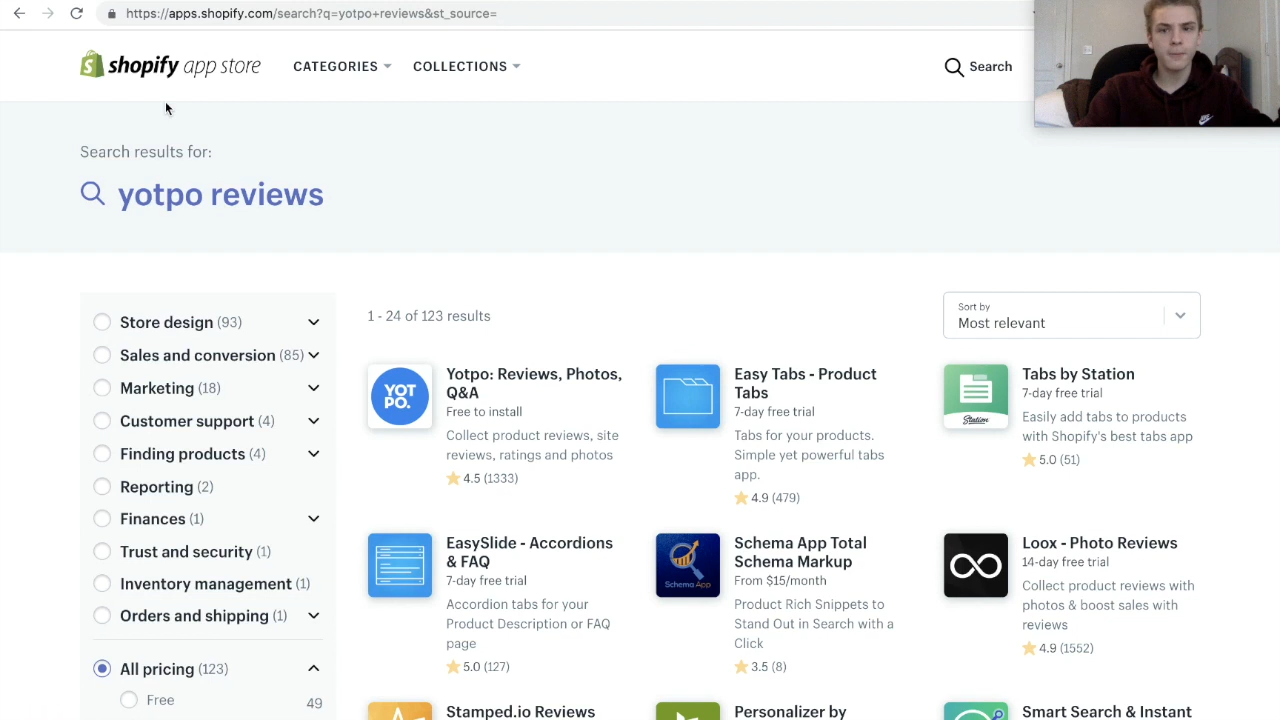 https://apps.shopify.com/search?q=yotpo+reviews&st_source=
shopify app store
CATEGORIES
COLLECTIONS
Search
Search results for:
yotpo reviews
Store design (93)
Sales and conversion (85)
Marketing (18)
Customer support (4)
Finding products (4)
Reporting (2)
Finances (1)
Trust and security (1)
Inventory management (1)
Orders and shipping (1)
All pricing (123)
Free 49
1 - 24 of 123 results
Sort by
Most relevant
YOT
PO.
Yotpo: Reviews, Photos,
Q&A
Free to install
Collect product reviews, site
reviews, ratings and photos
4.5 (1333)
Easy Tabs - Product
Tabs
7-day free trial
Tabs for your products.
Simple yet powerful tabs
app.
4.9 (479)
Station
Tabs by Station
7-day free trial
Easily add tabs to products
with Shopify's best tabs app
5.0 (51)
EasySlide - Accordions
& FAQ
7-day free trial
Accordion tabs for your
Product Description or FAQ
page
5.0 (127)
Schema App
Schema App Total
Schema Markup
From $15/month
Product Rich Snippets to
Stand Out in Search with a
Click
3.5 (8)
Loox - Photo Reviews
14-day free trial
Collect product reviews with
photos & boost sales with
reviews
4.9 (1552)
Stamped.io Reviews
Personalizer by
Smart Search & Instant